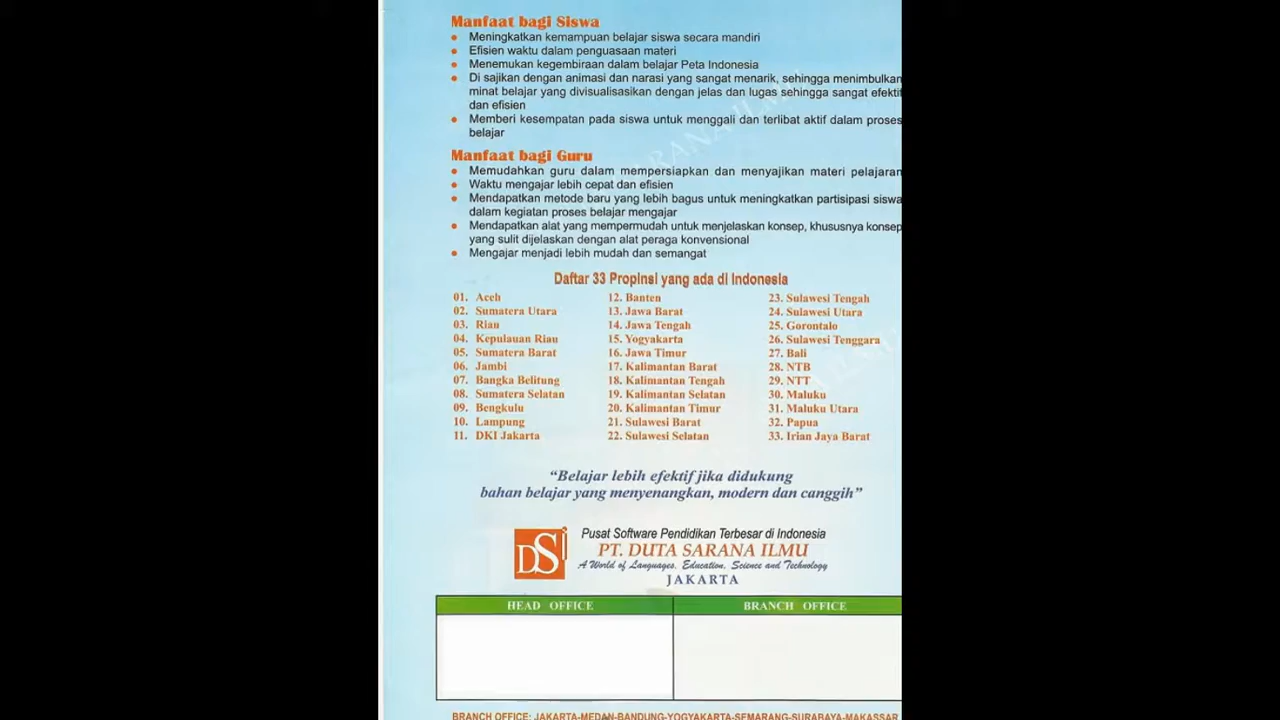 Manfaat bagi Siswa
• Meningkatkan kemampuan belajar siswa secara mandiri
• Efisien waktu dalam penguasaan materi
• Menemukan kegembiraan dalam belajar Peta Indonesia
• Di sajikan dengan animasi dan narasi yang sangat menarik, sehingga menimbulkan
minat belajar yang divisualisasikan dengan jelas dan lugas sehingga sangat efektif
dan efisien
• Memberi kesempatan pada siswa untuk menggali dan terlibat aktif dalam proses
belajar
Manfaat bagi Guru
• Memudahkan guru dalam mempersiapkan dan menyajikan materi pelajaran
• Waktu mengajar lebih cepat dan efisien
• Mendapatkan metode baru yang lebih bagus untuk meningkatkan partisipasi siswa
dalam kegiatan proses belajar mengajar
• Mendapatkan alat yang mempermudah untuk menjelaskan konsep, khususnya konsep
yang sulit dijelaskan dengan alat peraga konvensional
• Mengajar menjadi lebih mudah dan semangat
Daftar 33 Propinsi yang ada di Indonesia
01. Aceh
02. Sumatera Utara
03. Riau
04. Kepulauan Riau
05. Sumatera Barat
06. Jambi
07. Bangka Belitung
08. Sumatera Selatan
09. Bengkulu
10. Lampung
11. DKI Jakarta
12. Banten
13. Jawa Barat
14. Jawa Tengah
15. Yogyakarta
16. Jawa Timur
17. Kalimantan Barat
18. Kalimantan Tengah
19. Kalimantan Selatan
20. Kalimantan Timur
21. Sulawesi Barat
22. Sulawesi Selatan
23. Sulawesi Tengah
24. Sulawesi Utara
25. Gorontalo
26. Sulawesi Tenggara
27. Bali
28. NTB
29. NTT
30. Maluku
31. Maluku Utara
32. Papua
33. Irian Jaya Barat
“Belajar lebih efektif jika didukung
bahan belajar yang menyenangkan, modern dan canggih”
DSI
Pusat Software Pendidikan Terbesar di Indonesia
PT. DUTA SARANA ILMU
A World of Languages, Education, Science and Technology
JAKARTA
HEAD OFFICE
BRANCH OFFICE
BRANCH OFFICE: JAKARTA-MEDAN-BANDUNG-YOGYAKARTA-SEMARANG-SURABAYA-MAKASSAR